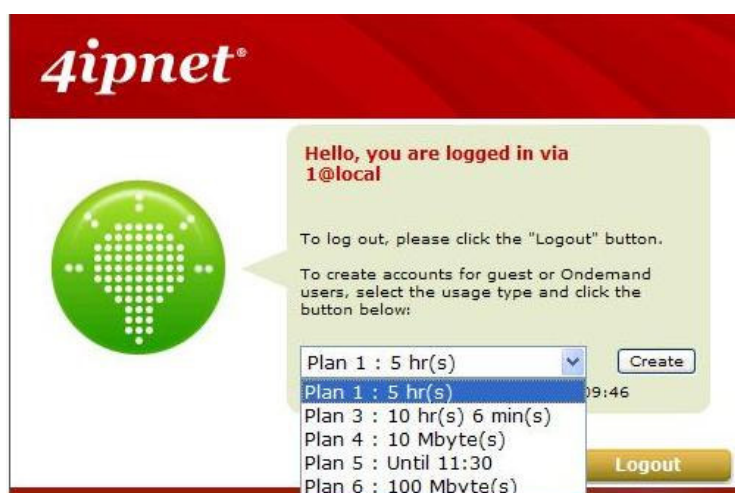 4ipnet®
Hello, you are logged in via
1@local
To log out, please click the "Logout" button.
To create accounts for guest or Ondemand
users, select the usage type and click the
button below:
Plan 1 : 5 hr(s)
Create
Plan 1 : 5 hr(s)
09:46
Plan 3 : 10 hr(s) 6 min(s)
Plan 4 : 10 Mbyte(s)
Plan 5 : Until 11:30
Logout
Plan 6 : 100 Mbyte(s)